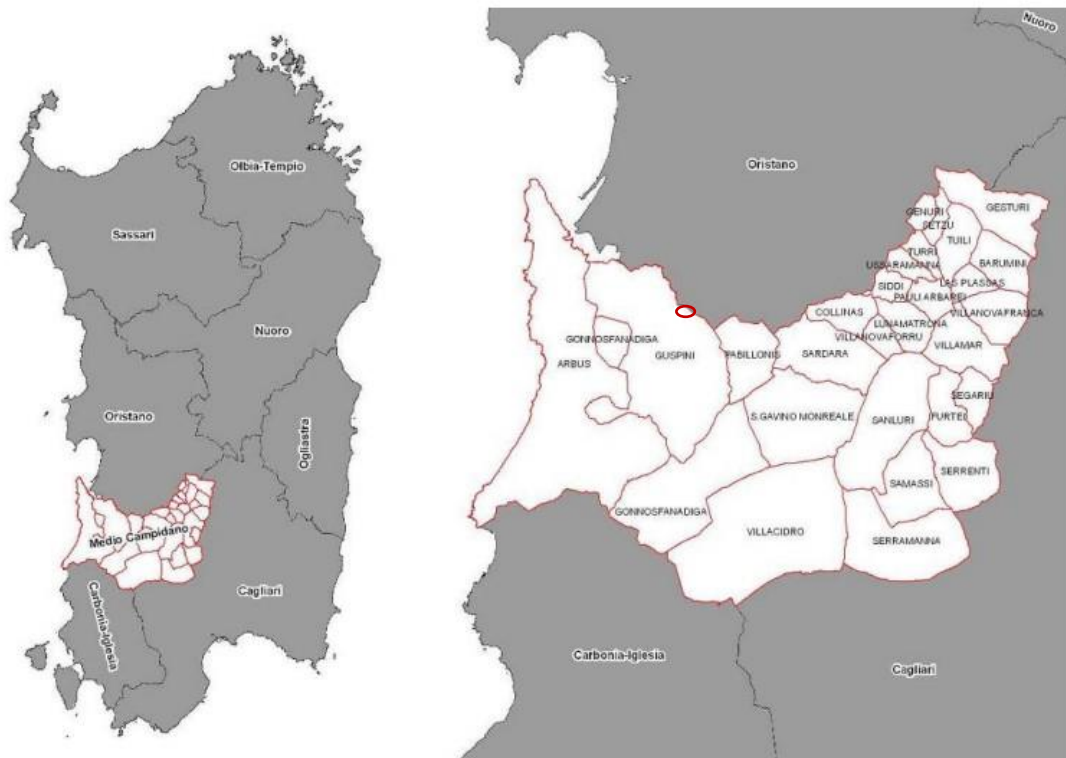 Olbia-Tempio
Sassari
Nuoro
Oristano
Ogliastra
Medio Campidano
Cagliari
Carbonia-Iglesia
Nuoro
Oristano
GESTURI
GENURI
SETZU
TUILI
TURRI
BARUMINI
USSARAMANNA
LAS PLASSAS
SIDDI
PAULI ARBAREI
COLLINAS
VILLANOVAFRANCA
LUNAMATRONA
VILLANOVAFORRU
VILLAMAR
GONNOSFANADIGA
GUSPINI
PABILLONIS
SARDARA
ARBUS
SEGARIU
S.GAVINO MONREALE
SANLURI
FURTEI
SERRENTI
SAMASSI
GONNOSFANADIGA
VILLACIDRO
SERRAMANNA
Carbonia-Iglesia
Cagliari